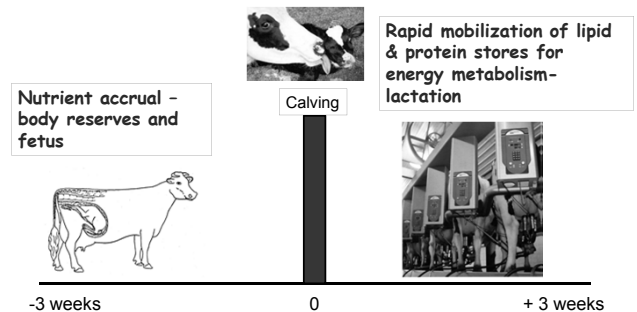 Rapid mobilization of lipid
& protein stores for
energy metabolism-
lactation
Calving
Nutrient accrual –
body reserves and
fetus
-3 weeks
0
+ 3 weeks